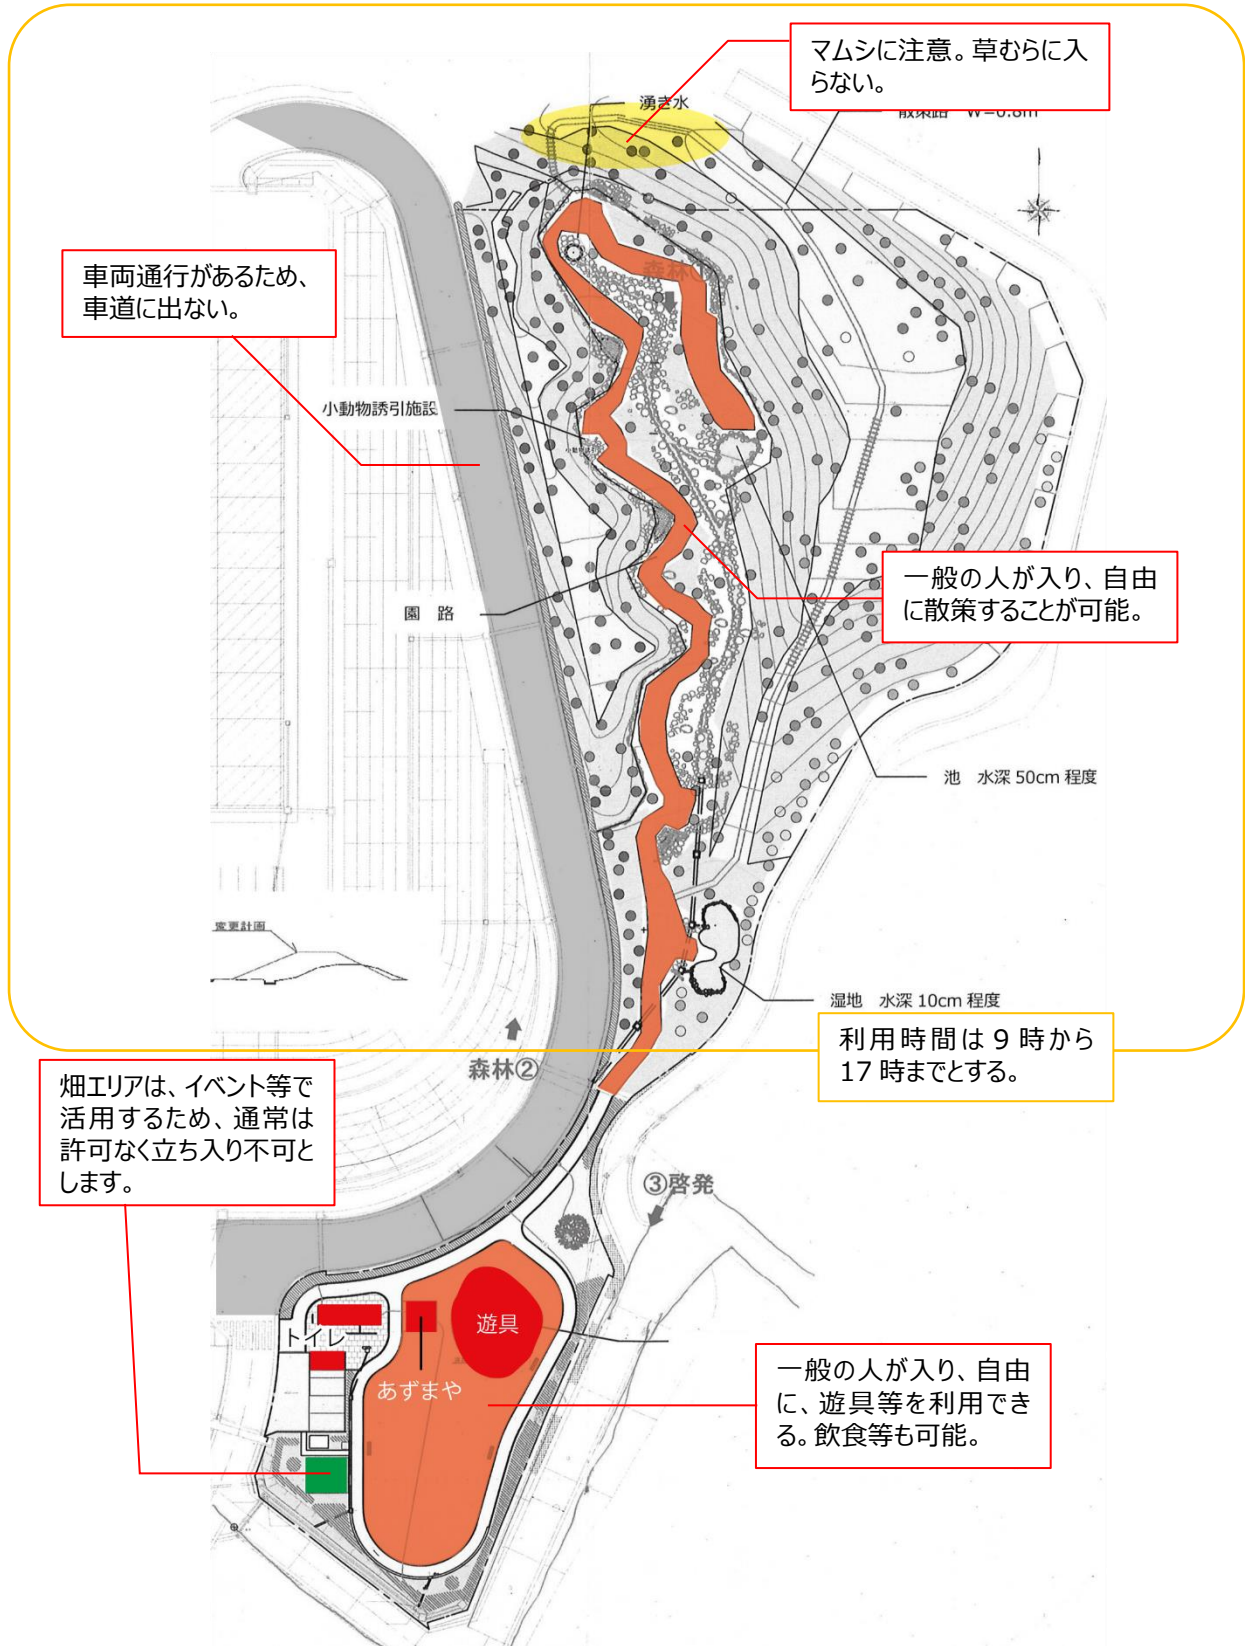 マムシに注意。草むらに入
らない。
湧き水
散策路 W=0.8m
車両通行があるため、
車道に出ない。
森林①
小動物誘引施設
一般の人が入り、自由
に散策することが可能。
園 路
池 水深 50cm 程度
変更計画
湿地 水深 10cm 程度
利用時間は 9 時から
17 時までとする。
森林②
畑エリアは、イベント等で
活用するため、通常は
許可なく立ち入り不可と
します。
③啓発
遊具
トイレ
あずまや
一般の人が入り、自由
に、遊具等を利用でき
る。飲食等も可能。